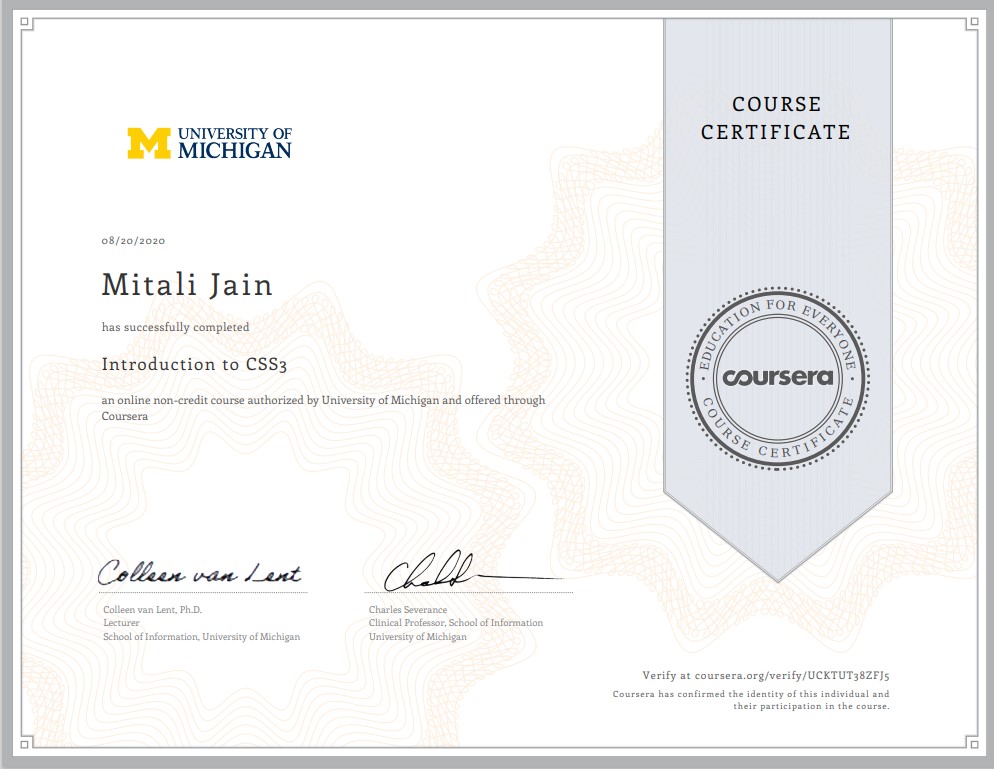 COURSE
CERTIFICATE
UNIVERSITY OF
MICHIGAN
08/20/2020
Mitali Jain
has successfully completed
Introduction to CSS3
an online non-credit course authorized by University of Michigan and offered through
Coursera
EDUCATION FOR EVERYONE
coursera
COURSE CERTIFICATE
Colleen van Lent
Colleen van Lent, Ph.D.
Lecturer
School of Information, University of Michigan
Charles Severance
Clinical Professor, School of Information
University of Michigan
Verify at coursera.org/verify/UCKTUT38ZFJ5
Coursera has confirmed the identity of this individual and
their participation in the course.